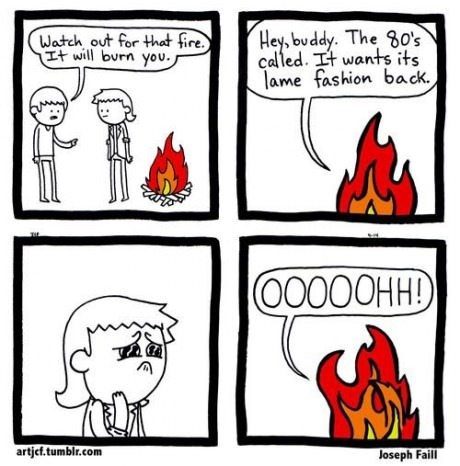 Watch out for that fire.
It will burn you.
Hey, buddy. The 80's
called. It wants its
lame fashion back.
OOOOOHH!
artjcf.tumblr.com
Joseph Faill